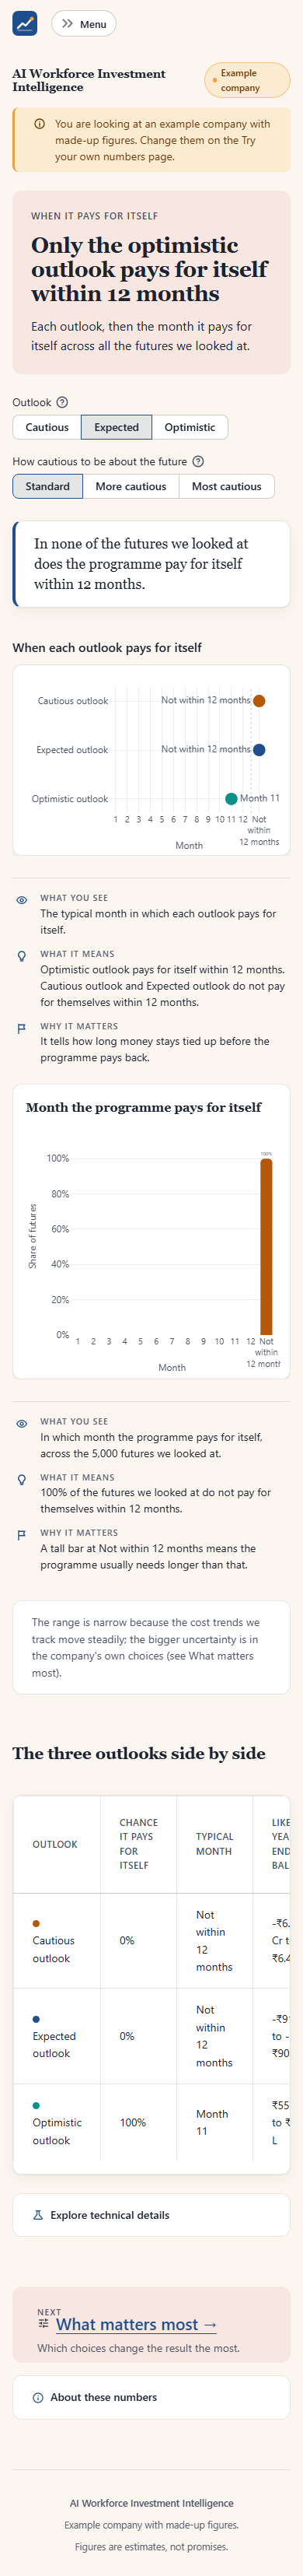 Menu
AI Workforce Investment
Intelligence
Example
company
You are looking at an example company with
made-up figures. Change them on the Try
your own numbers page.
WHEN IT PAYS FOR ITSELF
Only the optimistic
outlook pays for itself
within 12 months
Each outlook, then the month it pays for
itself across all the futures we looked at.
Outlook
Cautious Expected Optimistic
How cautious to be about the future
Standard More cautious Most cautious
In none of the futures we looked at
does the programme pay for itself
within 12 months.
When each outlook pays for itself
Cautious outlook Not within 12 months
Expected outlook Not within 12 months
Optimistic outlook Month 11
1 2 3 4 5 6 7 8 9 10 11 12 Not
within
12 months
Month
WHAT YOU SEE
The typical month in which each outlook pays for
itself.
WHAT IT MEANS
Optimistic outlook pays for itself within 12 months.
Cautious outlook and Expected outlook do not pay
for themselves within 12 months.
WHY IT MATTERS
It tells how long money stays tied up before the
programme pays back.
Month the programme pays for itself
100%
100%
80%
60%
40%
20%
0%
Share of futures
1 2 3 4 5 6 7 8 9 10 11 12 Not
within
12 month
Month
WHAT YOU SEE
In which month the programme pays for itself,
across the 5,000 futures we looked at.
WHAT IT MEANS
100% of the futures we looked at do not pay for
themselves within 12 months.
WHY IT MATTERS
A tall bar at Not within 12 months means the
programme usually needs longer than that.
The range is narrow because the cost trends we
track move steadily; the bigger uncertainty is in
the company's own choices (see What matters
most).
The three outlooks side by side
OUTLOOK
CHANCE
IT PAYS
FOR
ITSELF
TYPICAL
MONTH
Cautious
outlook
0%
Not
within
12
months
Expected
outlook
0%
Not
within
12
months
Optimistic
outlook
100%
Month
11
Explore technical details
NEXT
What matters most →
Which choices change the result the most.
About these numbers
AI Workforce Investment Intelligence
Example company with made-up figures.
Figures are estimates, not promises.